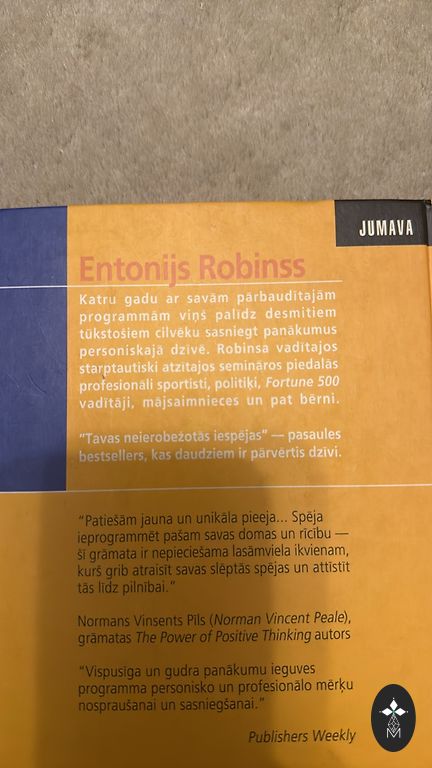 JUMAVA
Entonijs Robinss
Katru gadu ar savām pārbaudītajām
programmām viņš palīdz desmitiem
tūkstošiem cilvēku sasniegt panākumus
personiskajā dzīvē. Robinsa vadītajos
starptautiski atzītajos semināros piedalās
profesionāli sportisti, politiķi, Fortune 500
vadītāji, mājsaimnieces un pat bērni.
"Tavas neierobežotās iespējas" — pasaules
bestsellers, kas daudziem ir pārvērtis dzīvi.
"Patiešām jauna un unikāla pieeja... Spēja
ieprogrammēt pašam savas domas un rīcību —
šī grāmata ir nepieciešama lasāmviela ikvienam,
kurš grib atraisīt savas slēptās spējas un attīstīt
tās līdz pilnībai."
Normans Vinsents Pīls (Norman Vincent Peale),
grāmatas The Power of Positive Thinking autors
"Vispusīga un gudra panākumu ieguves
programma personisko un profesionālo mērķu
nospraušanai un sasniegšanai."
Publishers Weekly